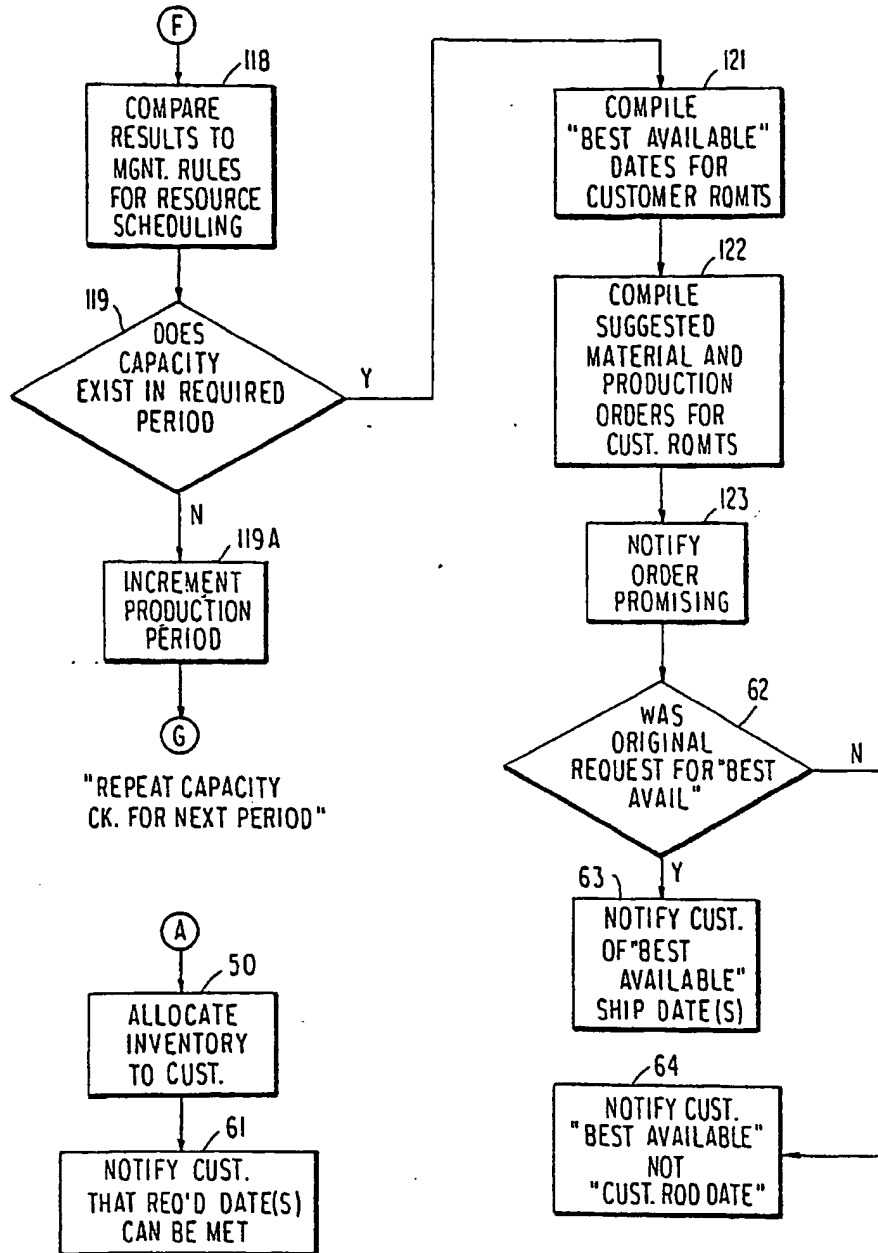 F
118
COMPARE
RESULTS TO
MGNT. RULES
FOR RESOURCE
SCHEDULING
119
DOES
CAPACITY
EXIST IN REQUIRED
PERIOD
Y
N
119A
INCREMENT
PRODUCTION
PERIOD
G
"REPEAT CAPACITY
CK. FOR NEXT PERIOD"
A
50
ALLOCATE
INVENTORY
TO CUST.
61
NOTIFY CUST.
THAT REQ'D DATE(S)
CAN BE MET
121
COMPILE
"BEST AVAILABLE"
DATES FOR
CUSTOMER RQMTS
122
COMPILE
SUGGESTED
MATERIAL AND
PRODUCTION
ORDERS FOR
CUST. RQMTS
123
NOTIFY
ORDER
PROMISING
62
WAS
ORIGINAL
REQUEST FOR "BEST
AVAIL"
N
Y
63
NOTIFY CUST.
OF "BEST
AVAILABLE"
SHIP DATE(S)
64
NOTIFY CUST.
"BEST AVAILABLE"
NOT
"CUST. RQD DATE"